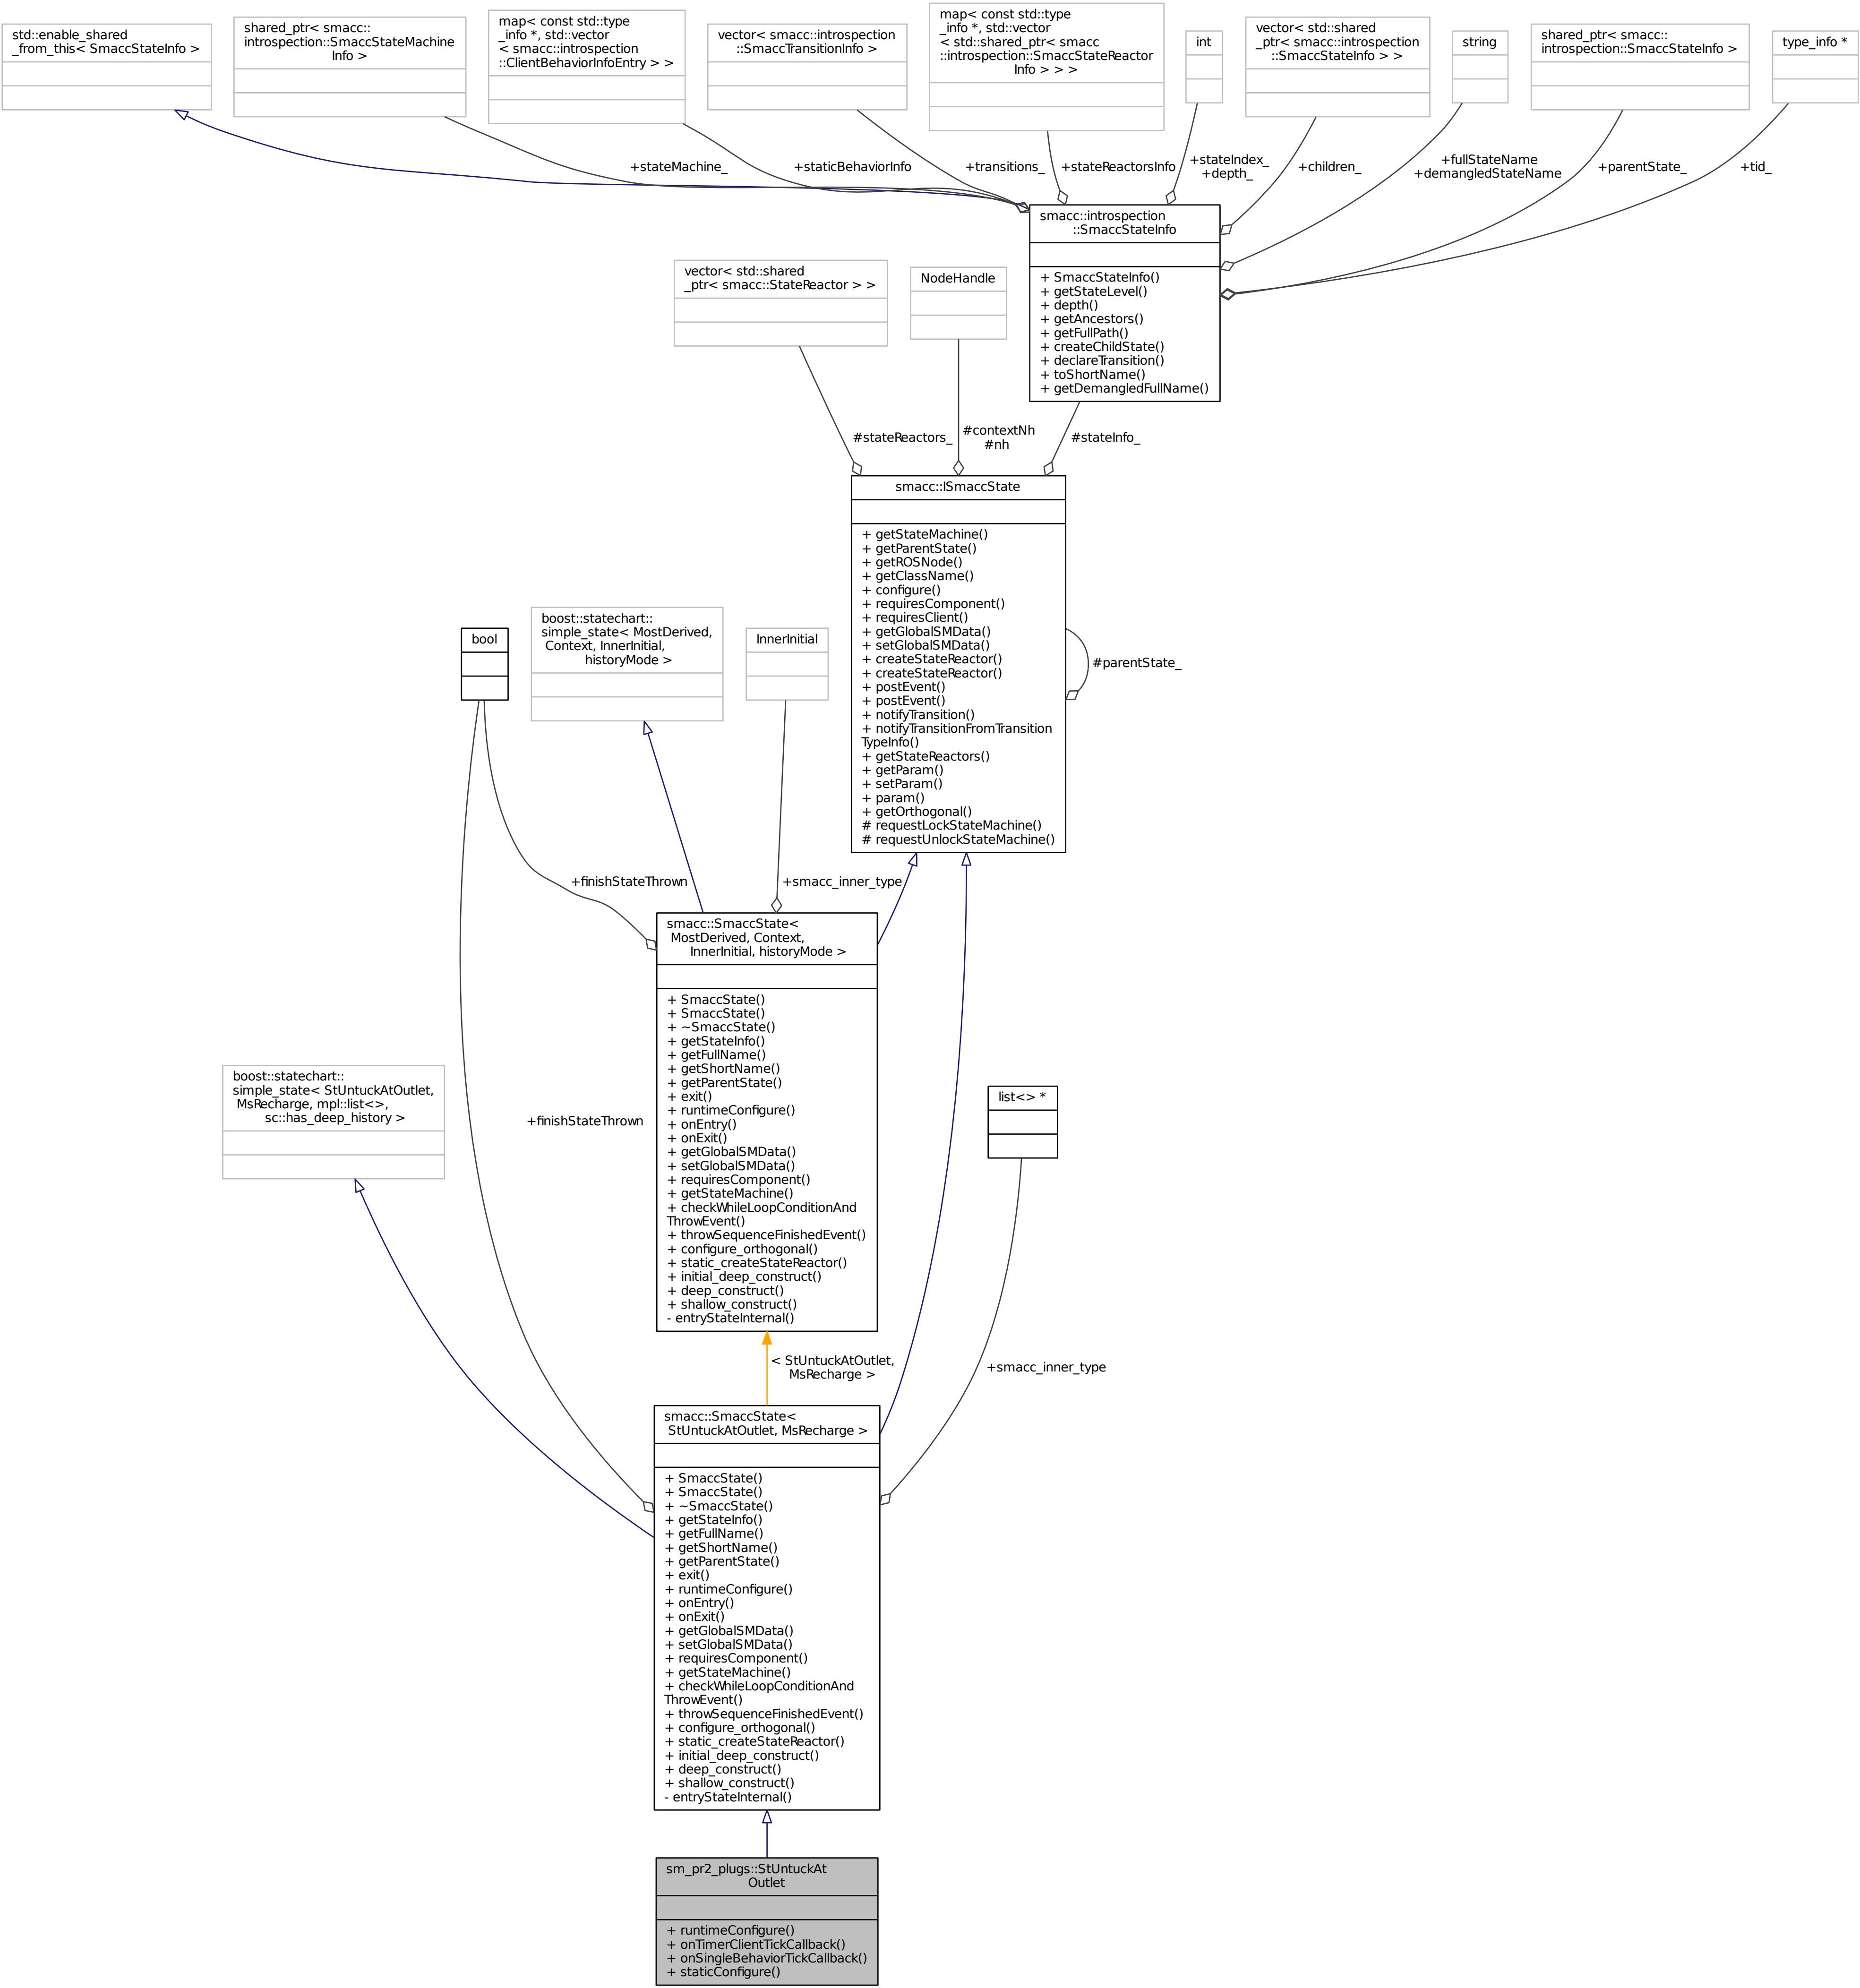 std::enable_shared
_from_this< SmaccStateInfo >
shared_ptr< smacc::
introspection::SmaccStateMachine
Info >
map< const std::type
_info *, std::vector
< smacc::introspection
::ClientBehaviorInfoEntry > >
vector< smacc::introspection
::SmaccTransitionInfo >
map< const std::type
_info *, std::vector
< std::shared_ptr< smacc
::introspection::SmaccStateReactor
Info > > >
int
vector< std::shared
_ptr< smacc::introspection
::SmaccStateInfo > >
string
shared_ptr< smacc::
introspection::SmaccStateInfo >
type_info *
+stateMachine_
+staticBehaviorInfo
+transitions_
+stateReactorsInfo
+stateIndex_
+depth_
+children_
+fullStateName
+demangledStateName
+parentState_
+tid_
smacc::introspection
::SmaccStateInfo
+ SmaccStateInfo()
+ getStateLevel()
+ depth()
+ getAncestors()
+ getFullPath()
+ createChildState()
+ declareTransition()
+ toShortName()
+ getDemangledFullName()
vector< std::shared
_ptr< smacc::StateReactor > >
NodeHandle
#stateReactors_
#contextNh
#nh
#stateInfo_
smacc::ISmaccState
+ getStateMachine()
+ getParentState()
+ getROSNode()
+ getClassName()
+ configure()
+ requiresComponent()
+ requiresClient()
+ getGlobalSMData()
+ setGlobalSMData()
+ createStateReactor()
+ createStateReactor()
+ postEvent()
+ postEvent()
+ notifyTransition()
+ notifyTransitionFromTransition
TypeInfo()
+ getStateReactors()
+ getParam()
+ setParam()
+ param()
+ getOrthogonal()
# requestLockStateMachine()
# requestUnlockStateMachine()
#parentState_
bool
boost::statechart::
simple_state< MostDerived,
Context, InnerInitial,
historyMode >
InnerInitial
+finishStateThrown
+smacc_inner_type
smacc::SmaccState<
MostDerived, Context,
InnerInitial, historyMode >
+ SmaccState()
+ SmaccState()
+ ~SmaccState()
+ getStateInfo()
+ getFullName()
+ getShortName()
+ getParentState()
+ exit()
+ runtimeConfigure()
+ onEntry()
+ onExit()
+ getGlobalSMData()
+ setGlobalSMData()
+ requiresComponent()
+ getStateMachine()
+ checkWhileLoopConditionAnd
ThrowEvent()
+ throwSequenceFinishedEvent()
+ configure_orthogonal()
+ static_createStateReactor()
+ initial_deep_construct()
+ deep_construct()
+ shallow_construct()
- entryStateInternal()
boost::statechart::
simple_state< StUntuckAtOutlet,
MsRecharge, mpl::list<>,
sc::has_deep_history >
+finishStateThrown
list<> *
< StUntuckAtOutlet,
MsRecharge >
+smacc_inner_type
smacc::SmaccState<
StUntuckAtOutlet, MsRecharge >
+ SmaccState()
+ SmaccState()
+ ~SmaccState()
+ getStateInfo()
+ getFullName()
+ getShortName()
+ getParentState()
+ exit()
+ runtimeConfigure()
+ onEntry()
+ onExit()
+ getGlobalSMData()
+ setGlobalSMData()
+ requiresComponent()
+ getStateMachine()
+ checkWhileLoopConditionAnd
ThrowEvent()
+ throwSequenceFinishedEvent()
+ configure_orthogonal()
+ static_createStateReactor()
+ initial_deep_construct()
+ deep_construct()
+ shallow_construct()
- entryStateInternal()
sm_pr2_plugs::StUntuckAt
Outlet
+ runtimeConfigure()
+ onTimerClientTickCallback()
+ onSingleBehaviorTickCallback()
+ staticConfigure()